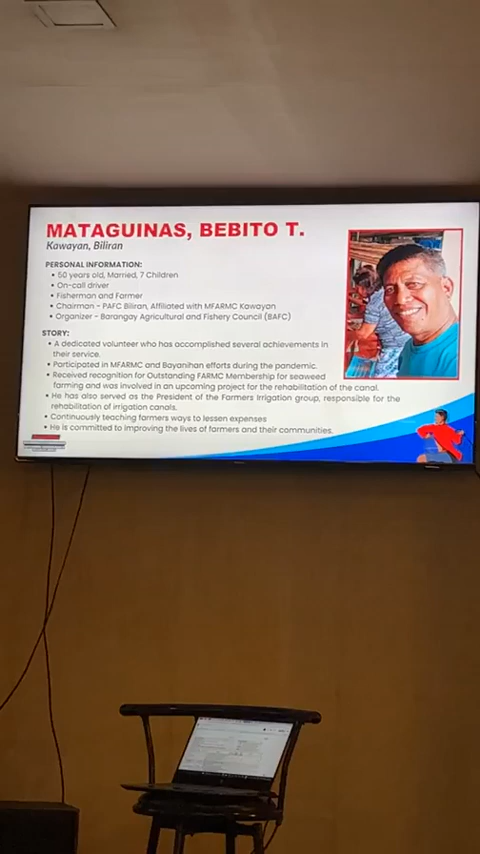 MATAGUINAS, BEBITO T.
Kawayan, Biliran
PERSONAL INFORMATION:
• 50 years old, Married, 7 Children
• On-call driver
• Fisherman and Farmer
• Chairman - PAFC Biliran, Affiliated with MFARMC Kawayan
• Organizer - Barangay Agricultural and Fishery Council (BAFC)
STORY:
• A dedicated volunteer who has accomplished several achievements in
their service.
• Participated in MFARMC and Bayanihan efforts during the pandemic.
• Received recognition for Outstanding FARMC Membership for seaweed
farming and was involved in an upcoming project for the rehabilitation of the canal.
• He has also served as the President of the Farmers Irrigation group, responsible for the
rehabilitation of irrigation canals.
• Continuously teaching farmers ways to lessen expenses
• He is committed to improving the lives of farmers and their communities.